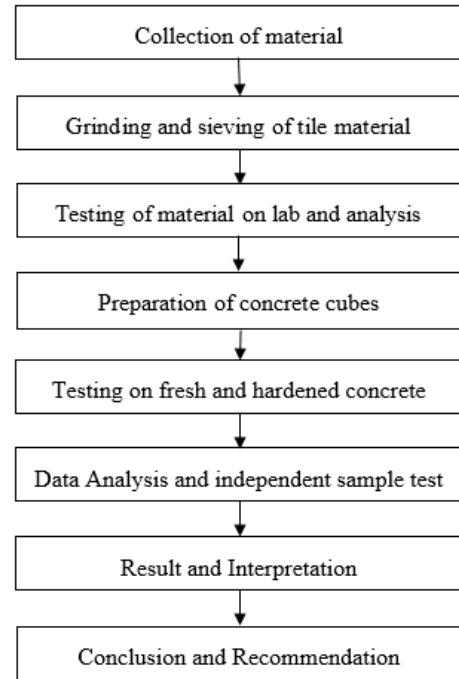 Collection of material
Grinding and sieving of tile material
Testing of material on lab and analysis
Preparation of concrete cubes
Testing on fresh and hardened concrete
Data Analysis and independent sample test
Result and Interpretation
Conclusion and Recommendation